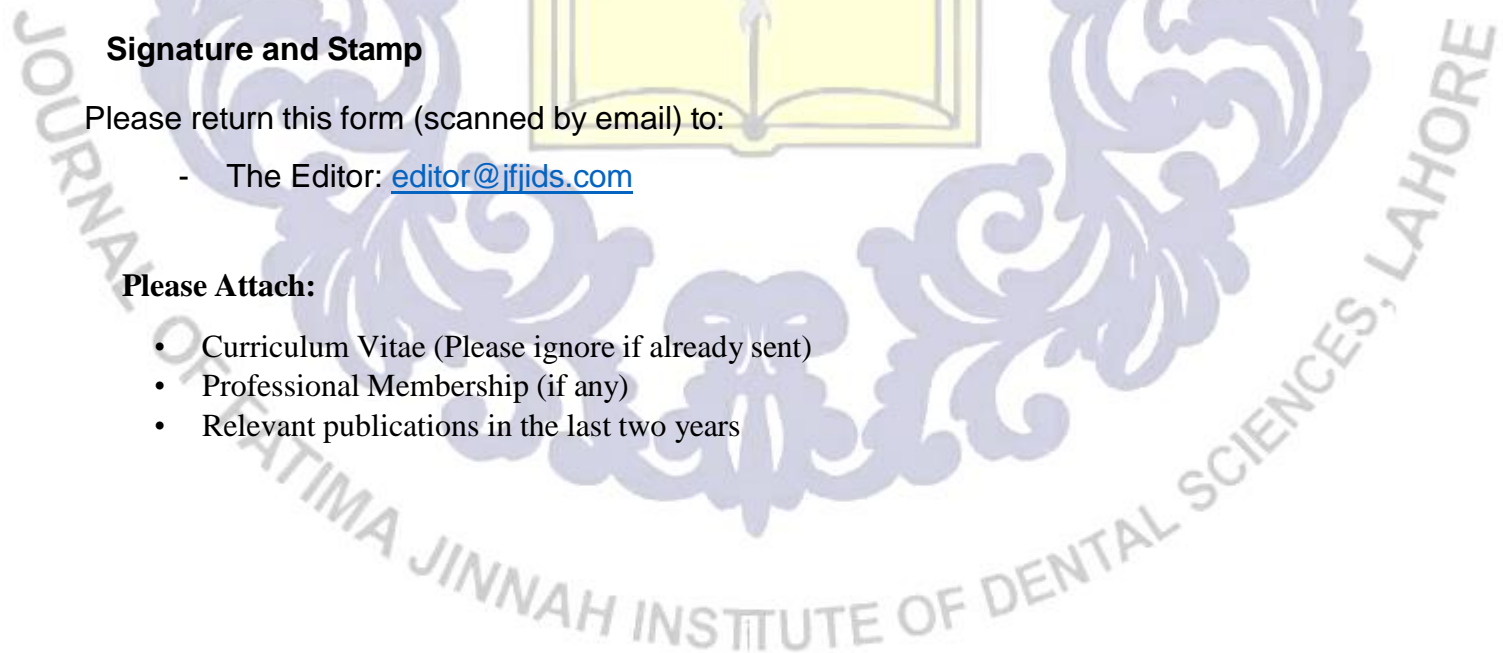 Signature and Stamp
Please return this form (scanned by email) to:
- The Editor: editor@jfjids.com
Please Attach:
• Curriculum Vitae (Please ignore if already sent)
• Professional Membership (if any)
• Relevant publications in the last two years
JOURNAL OF FATIMA JINNAH INSTITUTE OF DENTAL SCIENCES, LAHORE